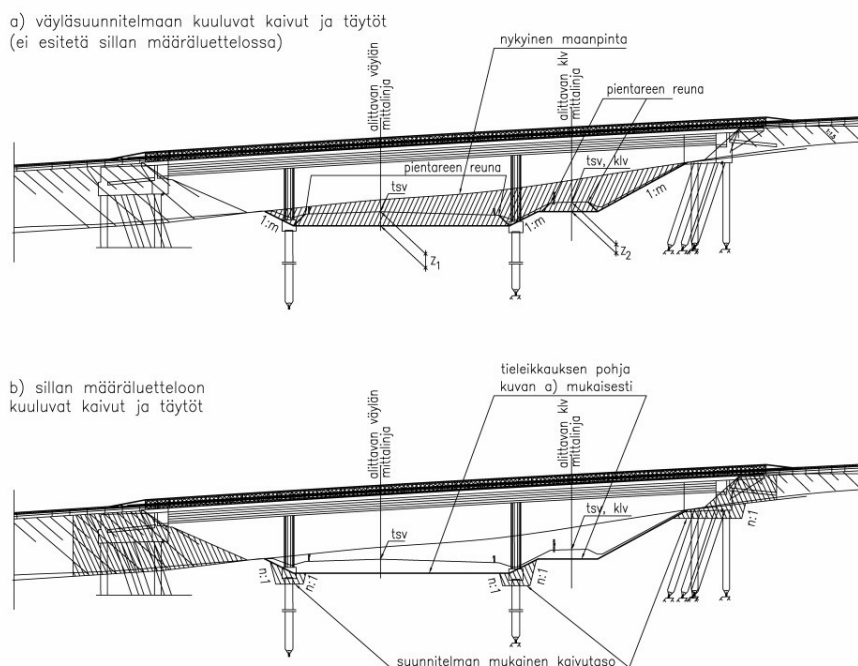 a) väyläsuunnitelmaan kuuluvat kaivut ja täytöt
(ei esitetä sillan määräluettelossa)
nykyinen maanpinta
alittavan väylän
mittalinja
alittavan klv
mittalinja
pientareen reuna
pientareen reuna
tsv
tsv, klv
1:m
1:m
1:m
Z1
Z2
b) sillan määräluetteloon
kuuluvat kaivut ja täytöt
tieleikkauksen pohja
kuvan a) mukaisesti
alittavan väylän
mittalinja
alittavan klv
mittalinja
tsv
tsv, klv
n:1
n:1
n:1
n:1
n:1
suunnitelman mukainen kaivutaso